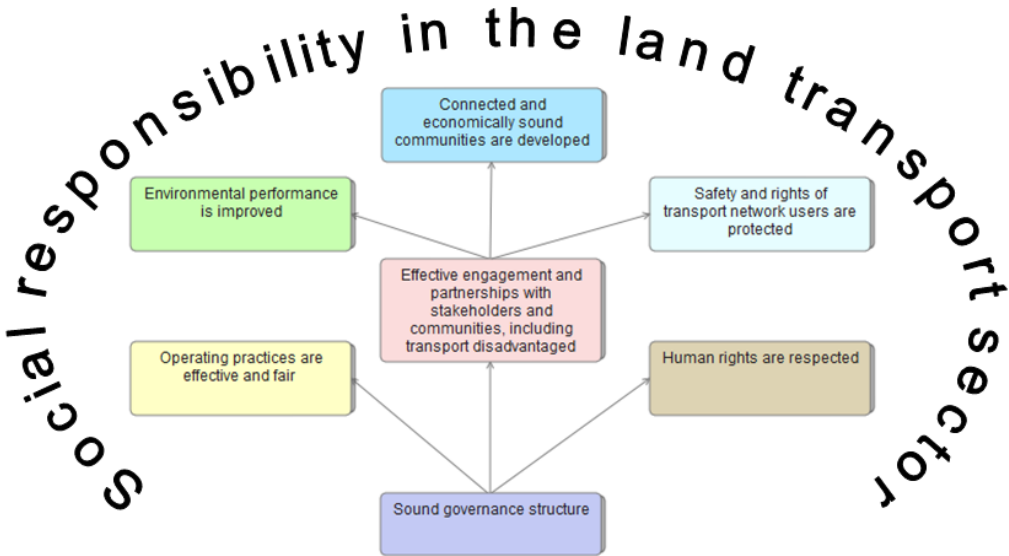 Social responsibility in the land transport sector
Connected and
economically sound
communities are developed
Environmental performance
is improved
Safety and rights of
transport network users are
protected
Effective engagement and
partnerships with
stakeholders and
communities, including
transport disadvantaged
Operating practices are
effective and fair
Human rights are respected
Sound governance structure